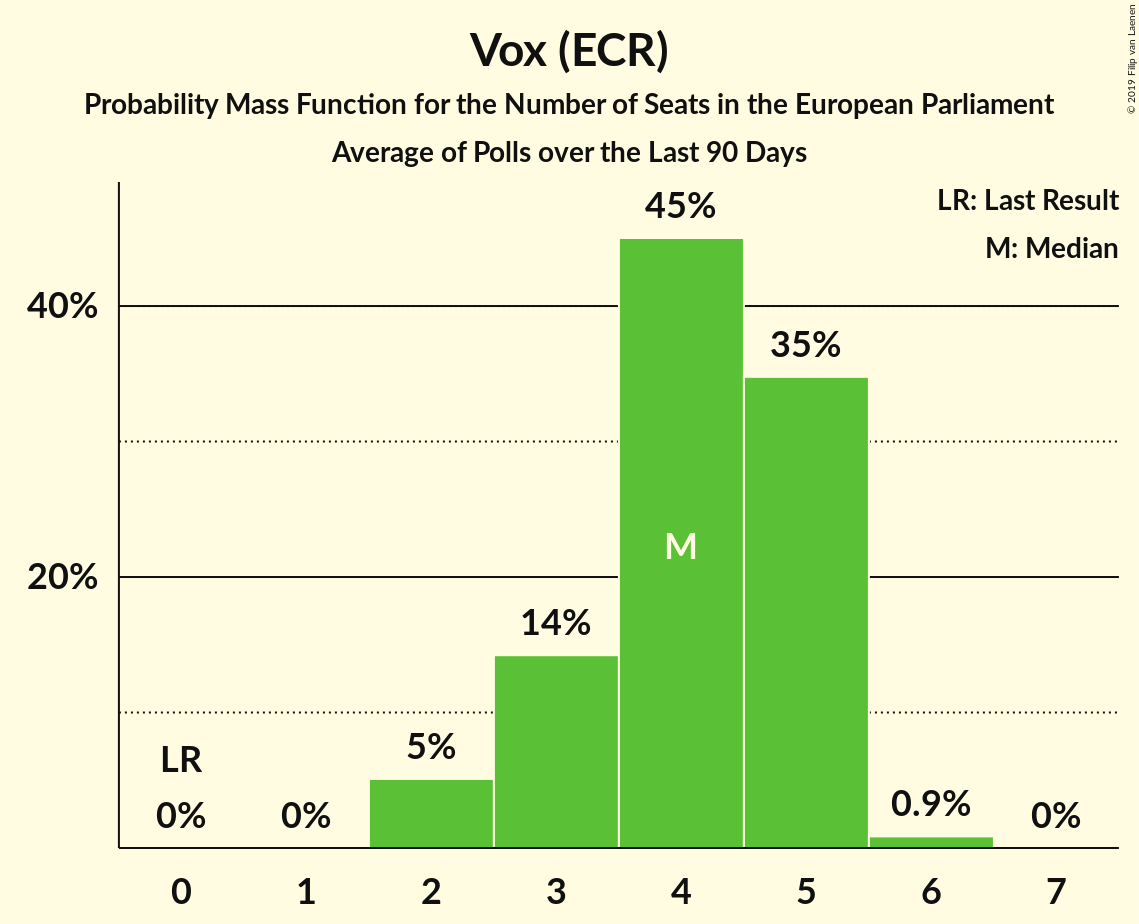 Vox (ECR)
Probability Mass Function for the Number of Seats in the European Parliament
Average of Polls over the Last 90 Days
© 2019 Filip van Laenen
LR: Last Result
M: Median
45%
40%
35%
M
20%
14%
5%
LR
0%
0%
0.9%
0%
0 1 2 3 4 5 6 7